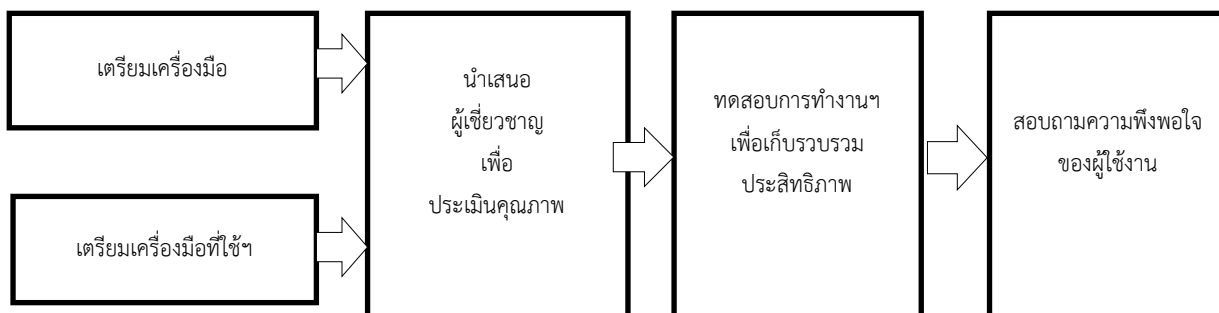 เตรียมเครื่องมือ
เตรียมเครื่องมือที่ใช้ฯ
นำเสนอ
ผู้เชี่ยวชาญ
เพื่อ
ประเมินคุณภาพ
ทดสอบการทำงานฯ
เพื่อเก็บรวบรวม
ประสิทธิภาพ
สอบถามความพึงพอใจ
ของผู้ใช้งาน